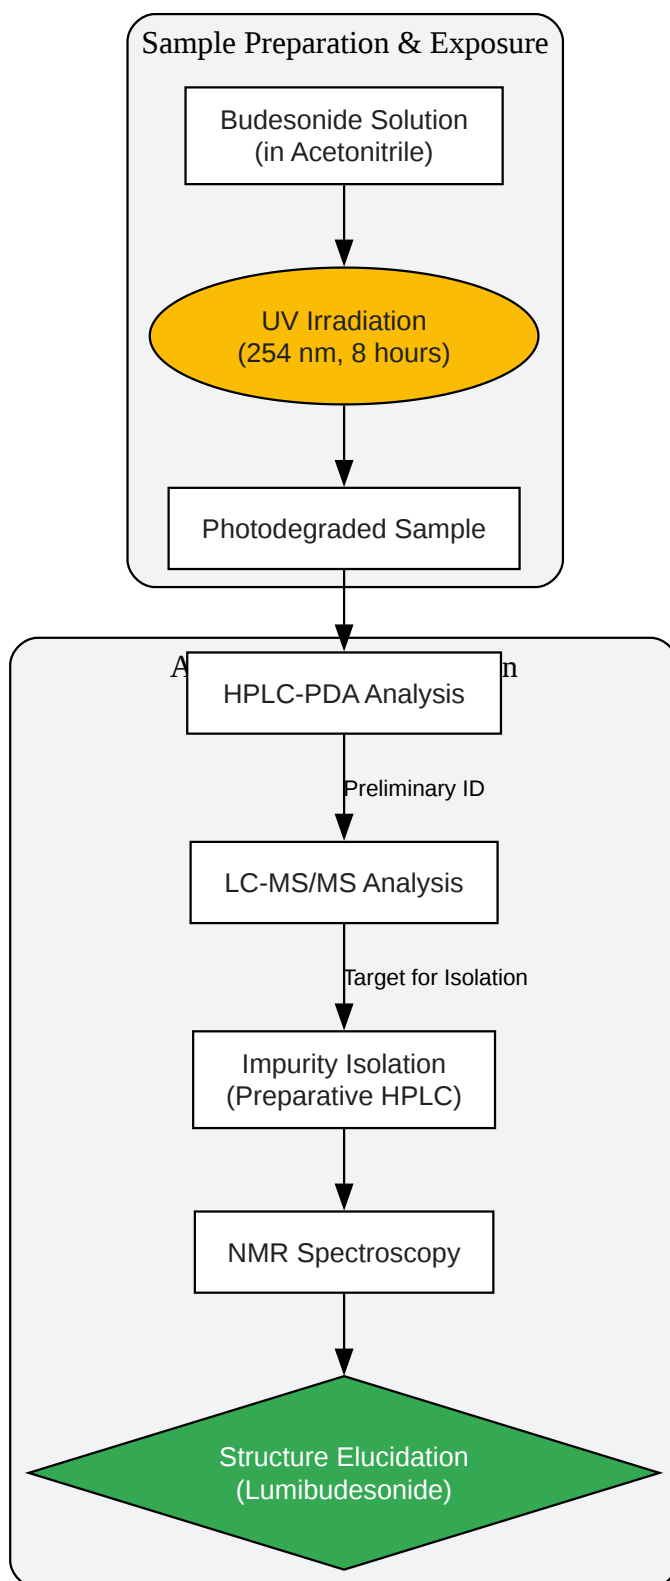 Sample Preparation & Exposure
Budesonide Solution
(in Acetonitrile)
UV Irradiation
(254 nm, 8 hours)
Photodegraded Sample
HPLC-PDA Analysis
Preliminary ID
LC-MS/MS Analysis
Target for Isolation
Impurity Isolation
(Preparative HPLC)
NMR Spectroscopy
Structure Elucidation
(Lumibudesonide)